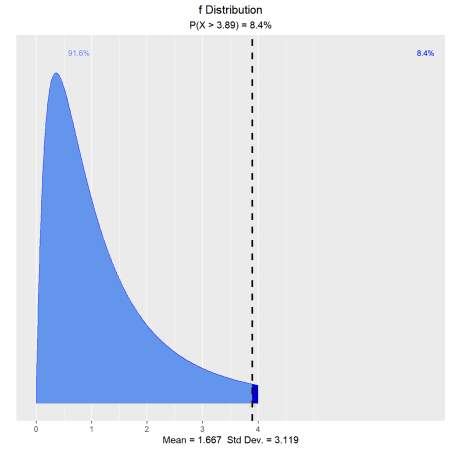 f Distribution
P(X > 3.89) = 8.4%
91.6%
8.4%
0 1 2 3 4
Mean = 1.667 Std Dev. = 3.119